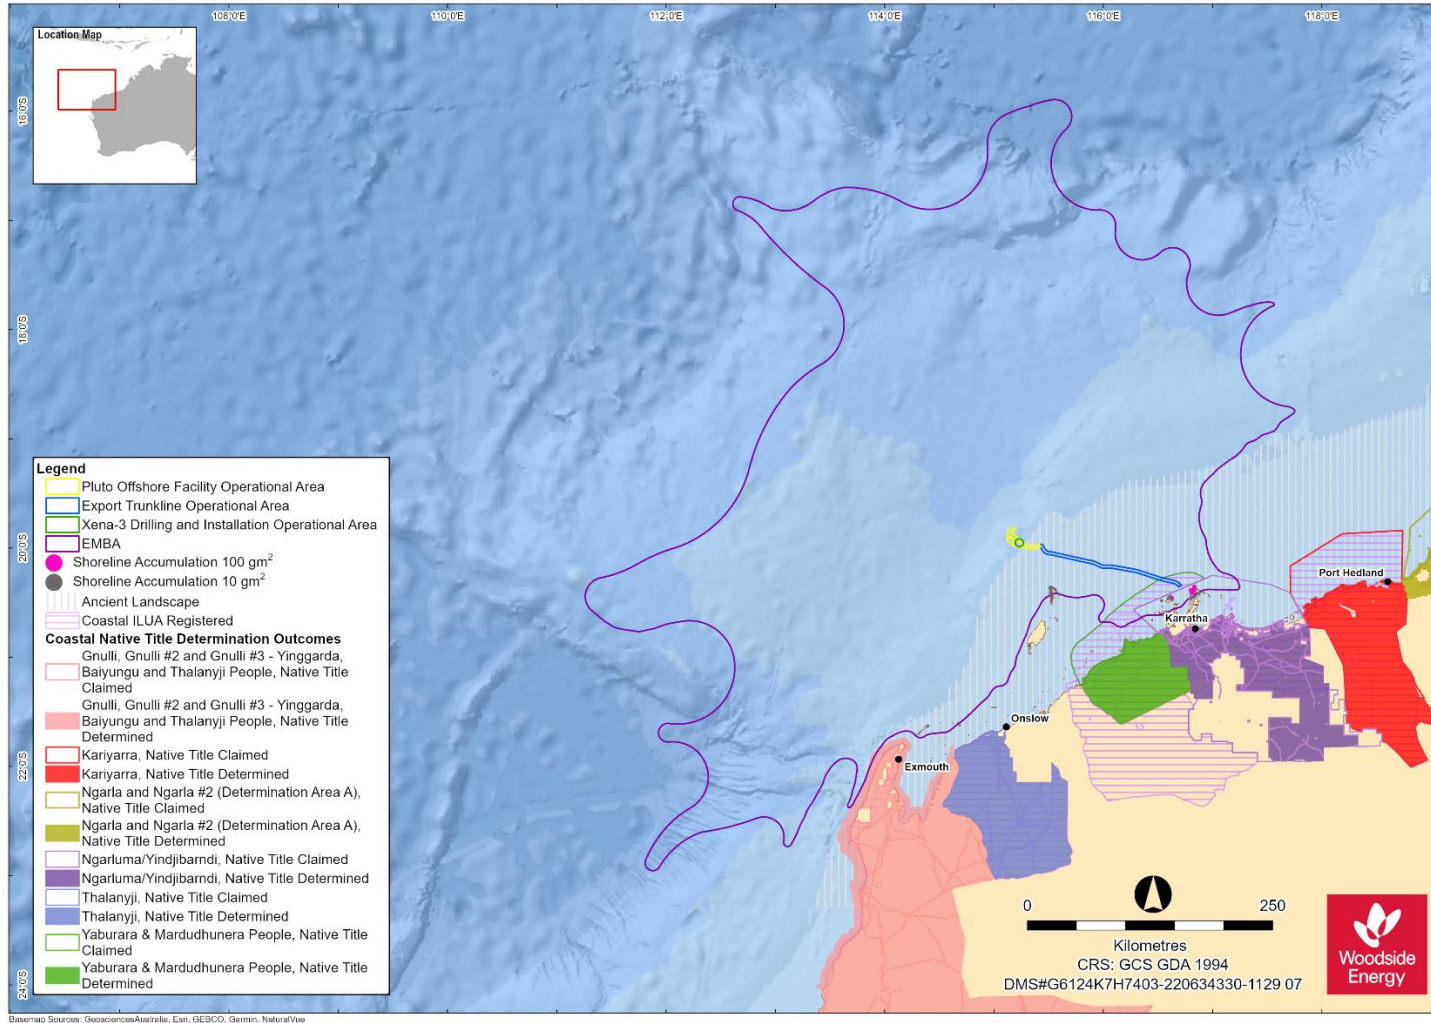 108°0'E
110°0'E
112°0'E
114°0'E
116°0'E
118°0'E
Location Map
16°0'S
18°0'S
20°0'S
22°0'S
24°0'S
Legend
Pluto Offshore Facility Operational Area
Export Trunkline Operational Area
Xena-3 Drilling and Installation Operational Area
EMBA
Shoreline Accumulation 100 gm²
Shoreline Accumulation 10 gm²
Ancient Landscape
Coastal ILUA Registered
Coastal Native Title Determination Outcomes
Gnulli, Gnulli #2 and Gnulli #3 - Yinggarda,
Baiyungu and Thalanyji People, Native Title
Claimed
Gnulli, Gnulli #2 and Gnulli #3 - Yinggarda,
Baiyungu and Thalanyji People, Native Title
Determined
Kariyarra, Native Title Claimed
Kariyarra, Native Title Determined
Ngarla and Ngarla #2 (Determination Area A),
Native Title Claimed
Ngarla and Ngarla #2 (Determination Area A),
Native Title Determined
Ngarluma/Yindjibarndi, Native Title Claimed
Ngarluma/Yindjibarndi, Native Title Determined
Thalanyji, Native Title Claimed
Thalanyji, Native Title Determined
Yaburara & Mardudhunera People, Native Title
Claimed
Yaburara & Mardudhunera People, Native Title
Determined
Port Hedland
Karratha
Onslow
Exmouth
0
250
Kilometres
CRS: GCS GDA 1994
DMS#G6124K7H7403-220634330-1129 07
Woodside
Energy
Basemap Sources: GeosciencesAustralia, Esri, GEBCO, Garmin, NaturalVue